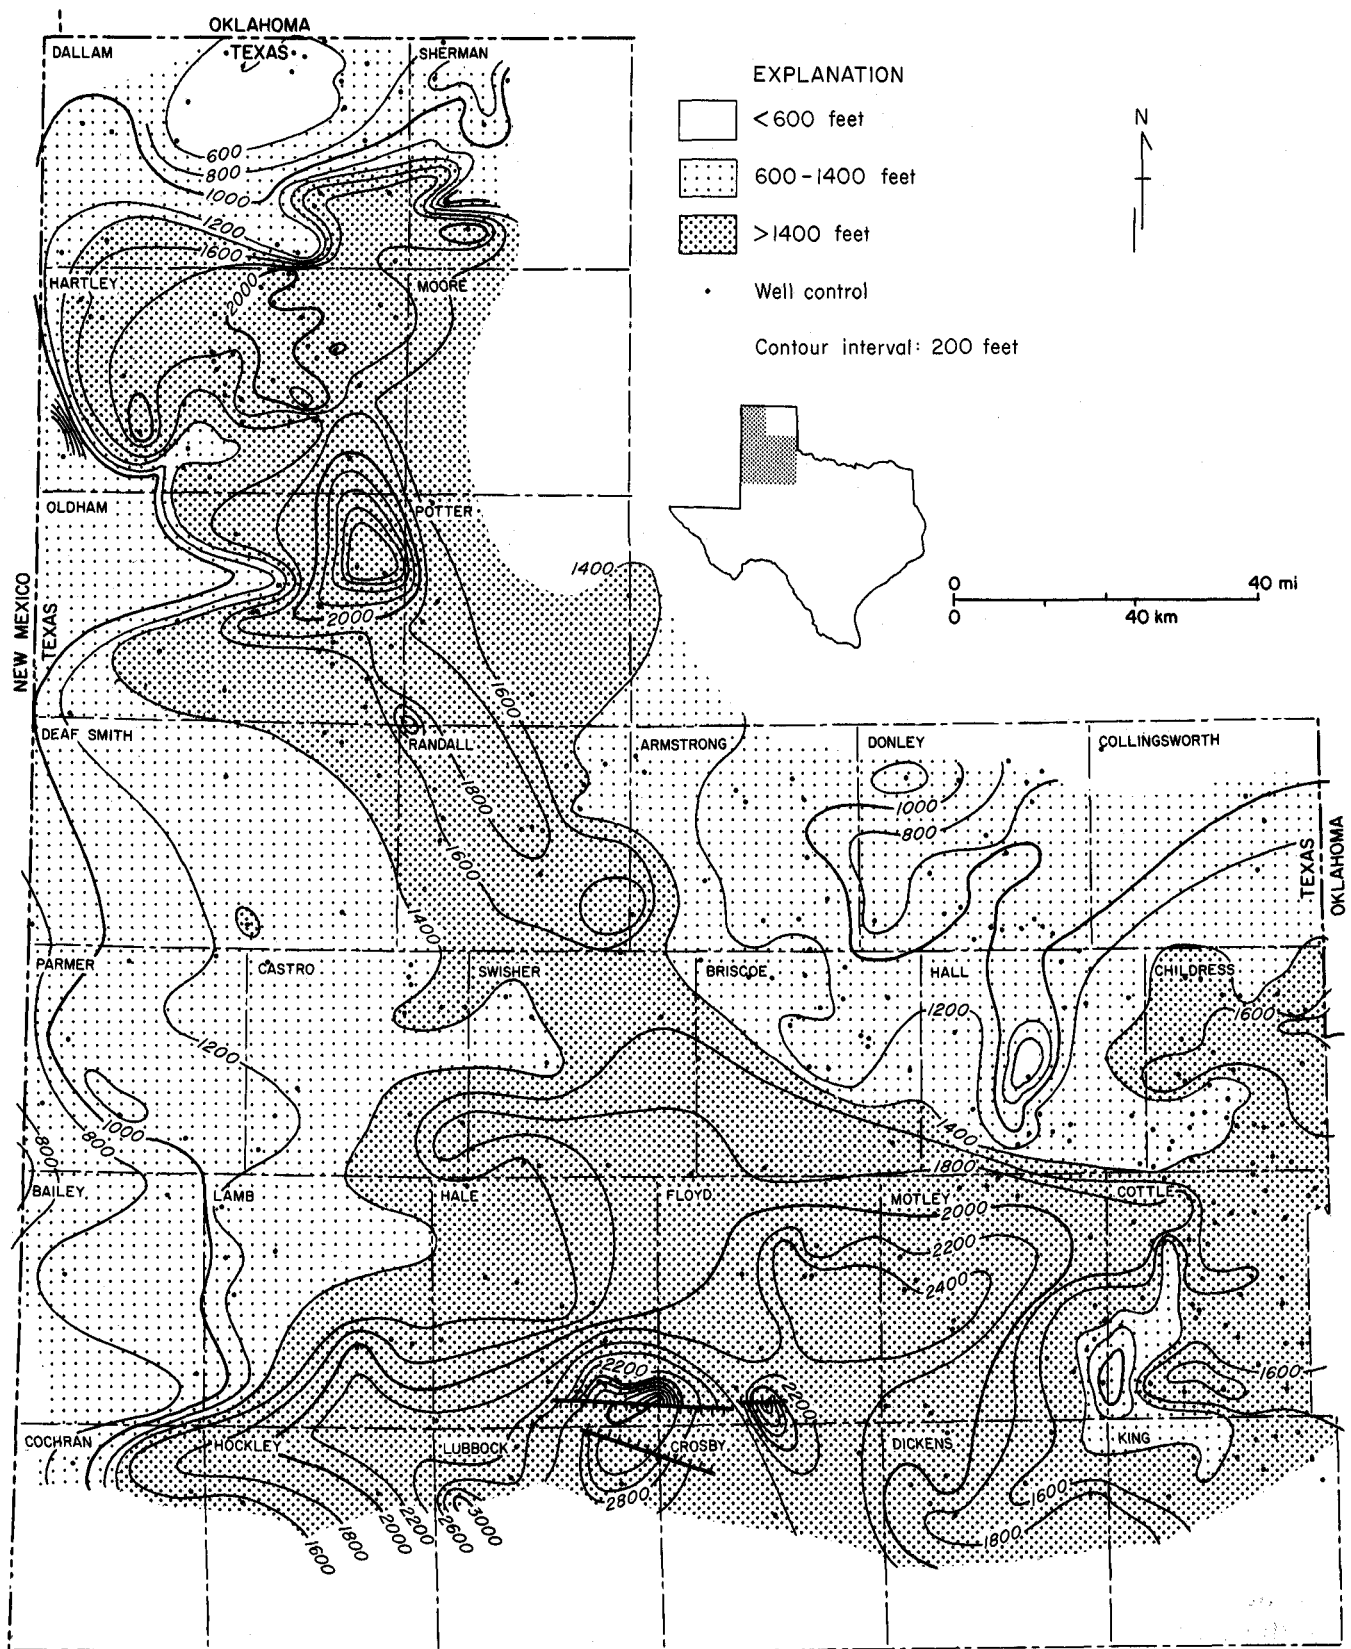 OKLAHOMA
TEXAS
DALLAM
SHERMAN
EXPLANATION
<600 feet
600-1400 feet
>1400 feet
Well control
Contour interval: 200 feet
N
600
800
1000
1200
1600
HARTLEY
2000
MOORE
OLDHAM
POTTER
1400
0 40 mi
0 40 km
NEW MEXICO
TEXAS
2000
1600
DEAF SMITH
RANDALL
ARMSTRONG
DONLEY
COLLINGSWORTH
1800
1000
800
1600
TEXAS
OKLAHOMA
1400
PARMER
CASTRO
SWISHER
BRISCOE
HALL
CHILDRESS
1200
1600
1200
1000
800
800
1400
1800
BAILEY
LAMB
HALE
FLOYD
MOTLEY
COTTLE
2000
2200
2400
2200
2200
1600
COCHRAN
HOCKLEY
LUBBOCK
CROSBY
DICKENS
KING
2800
1600
1800
3000
2600
2200
2000
1800
1600